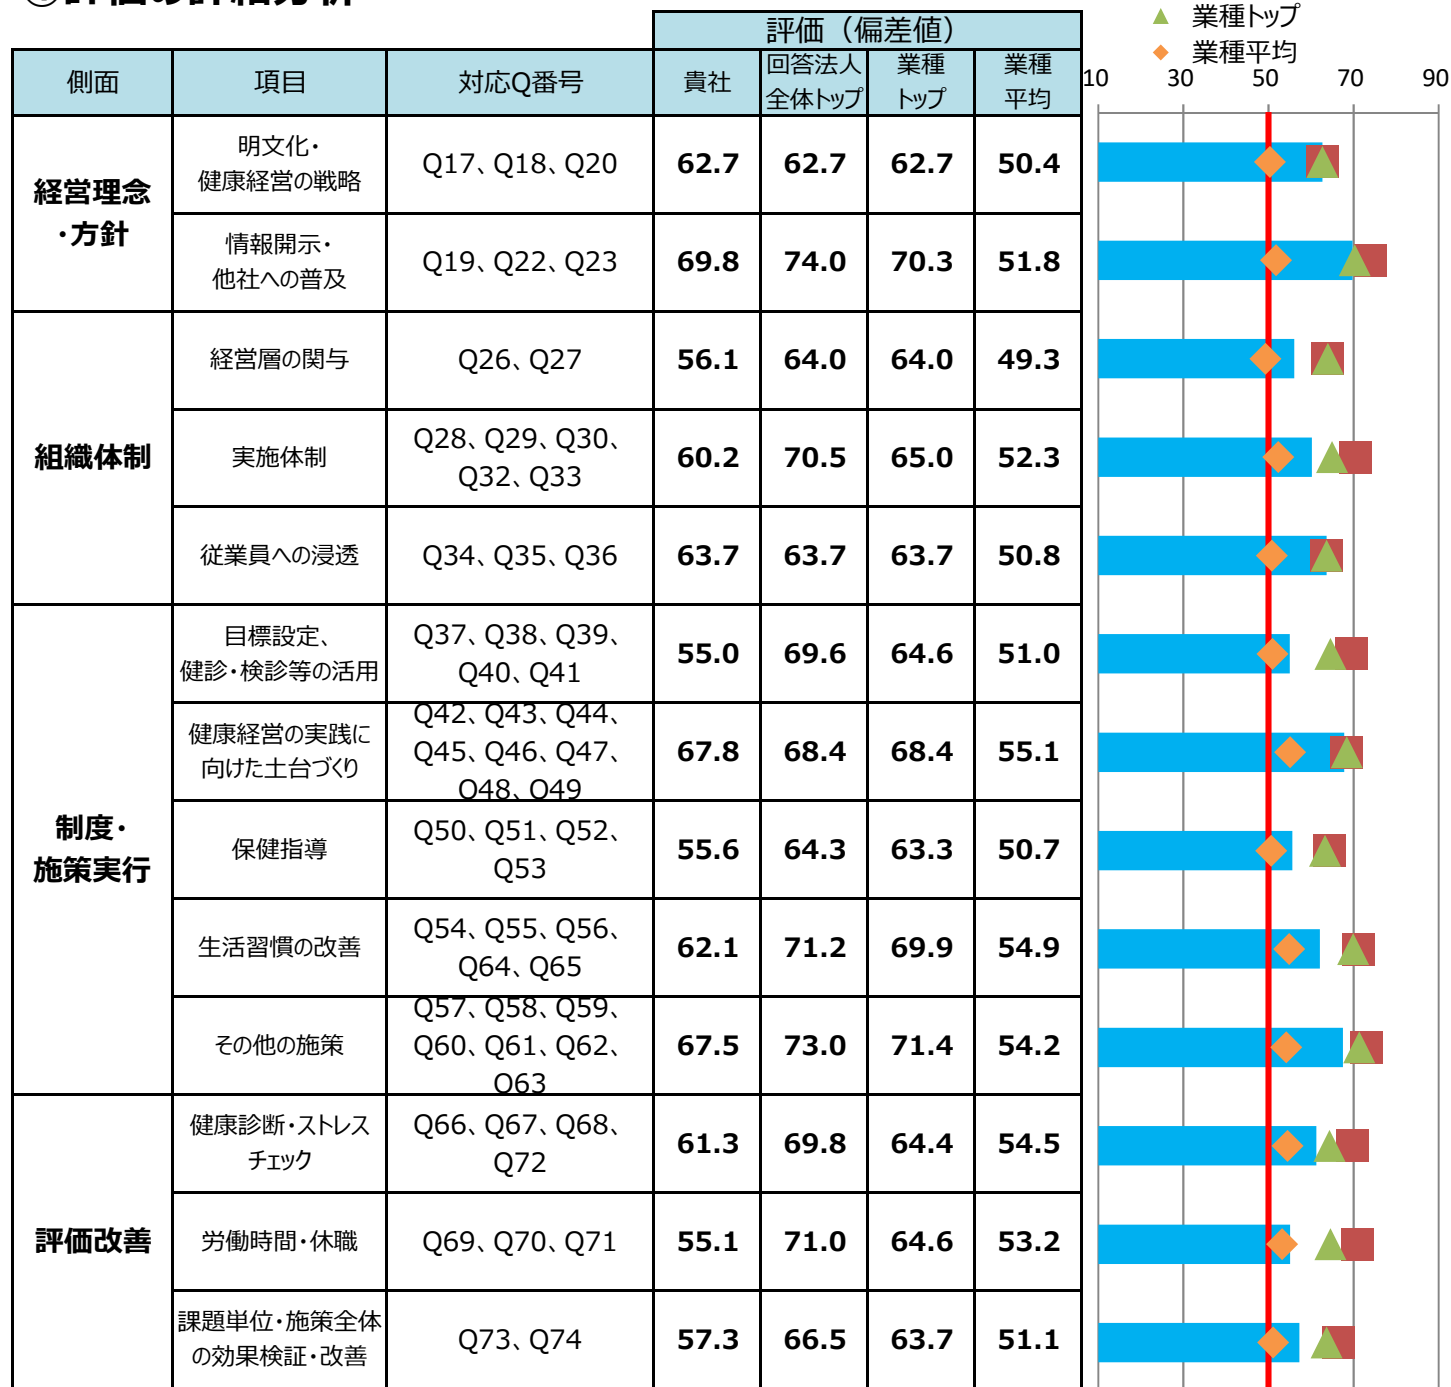 ①評価の詳細分析
▲ 業種トップ
◆ 業種平均
評価（偏差値）
側面 項目 対応Q番号 貴社 回答法人全体トップ 業種トップ 業種平均
10 30 50 70 90
経営理念
・方針
明文化・
健康経営の戦略
Q17、Q18、Q20 62.7 62.7 62.7 50.4
情報開示・
他社への普及
Q19、Q22、Q23 69.8 74.0 70.3 51.8
組織体制
経営層の関与 Q26、Q27 56.1 64.0 64.0 49.3
実施体制
Q28、Q29、Q30、
Q32、Q33
60.2 70.5 65.0 52.3
従業員への浸透 Q34、Q35、Q36 63.7 63.7 63.7 50.8
制度・
施策実行
目標設定、
健診・検診等の活用
Q37、Q38、Q39、
Q40、Q41
55.0 69.6 64.6 51.0
健康経営の実践に
向けた土台づくり
Q42、Q43、Q44、
Q45、Q46、Q47、
Q48、Q49
67.8 68.4 68.4 55.1
保健指導
Q50、Q51、Q52、
Q53
55.6 64.3 63.3 50.7
生活習慣の改善
Q54、Q55、Q56、
Q64、Q65
62.1 71.2 69.9 54.9
その他の施策
Q57、Q58、Q59、
Q60、Q61、Q62、
Q63
67.5 73.0 71.4 54.2
評価改善
健康診断・ストレス
チェック
Q66、Q67、Q68、
Q72
61.3 69.8 64.4 54.5
労働時間・休職 Q69、Q70、Q71 55.1 71.0 64.6 53.2
課題単位・施策全体
の効果検証・改善
Q73、Q74 57.3 66.5 63.7 51.1